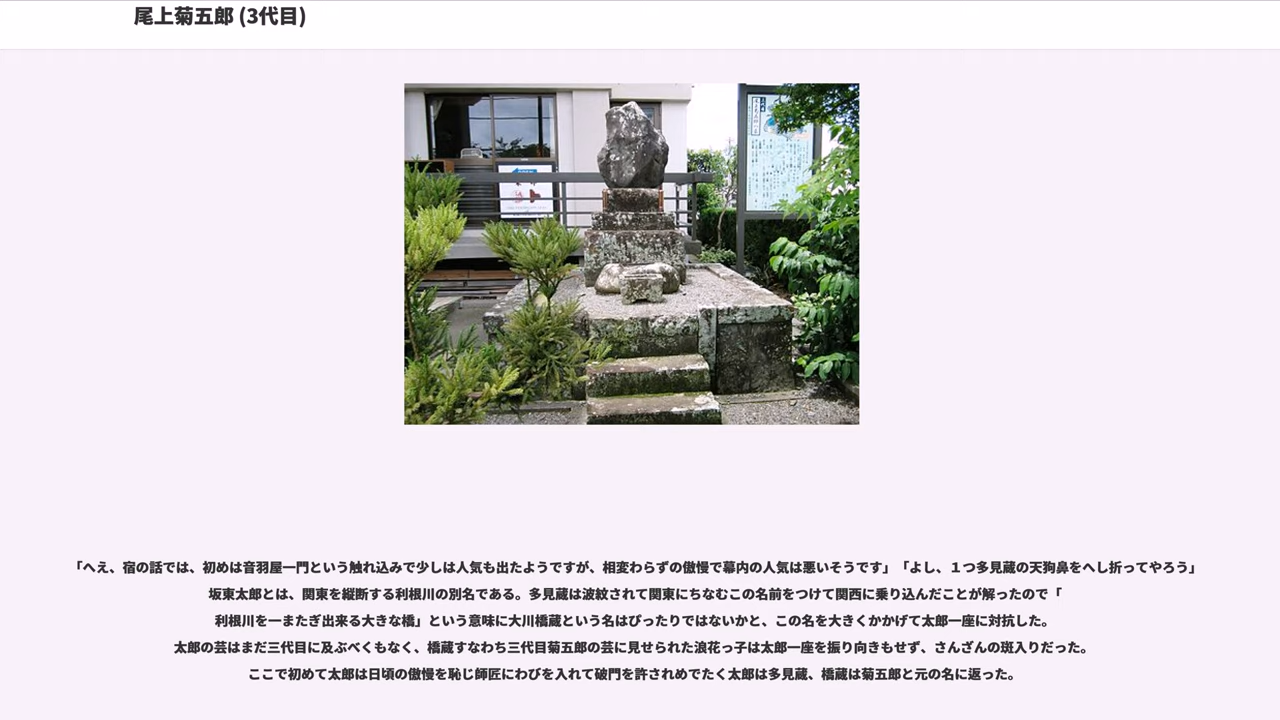 尾上菊五郎 (3代目)
「へえ、宿の話では、初めは音羽屋一門という触れ込みで少しは人気も出たようですが、相変わらずの傲慢で幕内の人気は悪いそうです」「よし、１つ多見蔵の天狗鼻をへし折ってやろう」
坂東太郎とは、関東を縦断する利根川の別名である。多見蔵は波紋されて関東にちなむこの名前をつけて関西に乗り込んだことが解ったので「
利根川を一またぎ出来る大きな橋」という意味に大川橋蔵という名はぴったりではないかと、この名を大きくかかげて太郎一座に対抗した。
太郎の芸はまだ三代目に及ぶべくもなく、橋蔵すなわち三代目菊五郎の芸に見せられた浪花っ子は太郎一座を振り向きもせず、さんざんの斑入りだった。
ここで初めて太郎は日頃の傲慢を恥じ師匠にわびを入れて破門を許されめでたく太郎は多見蔵、橋蔵は菊五郎と元の名に返った。